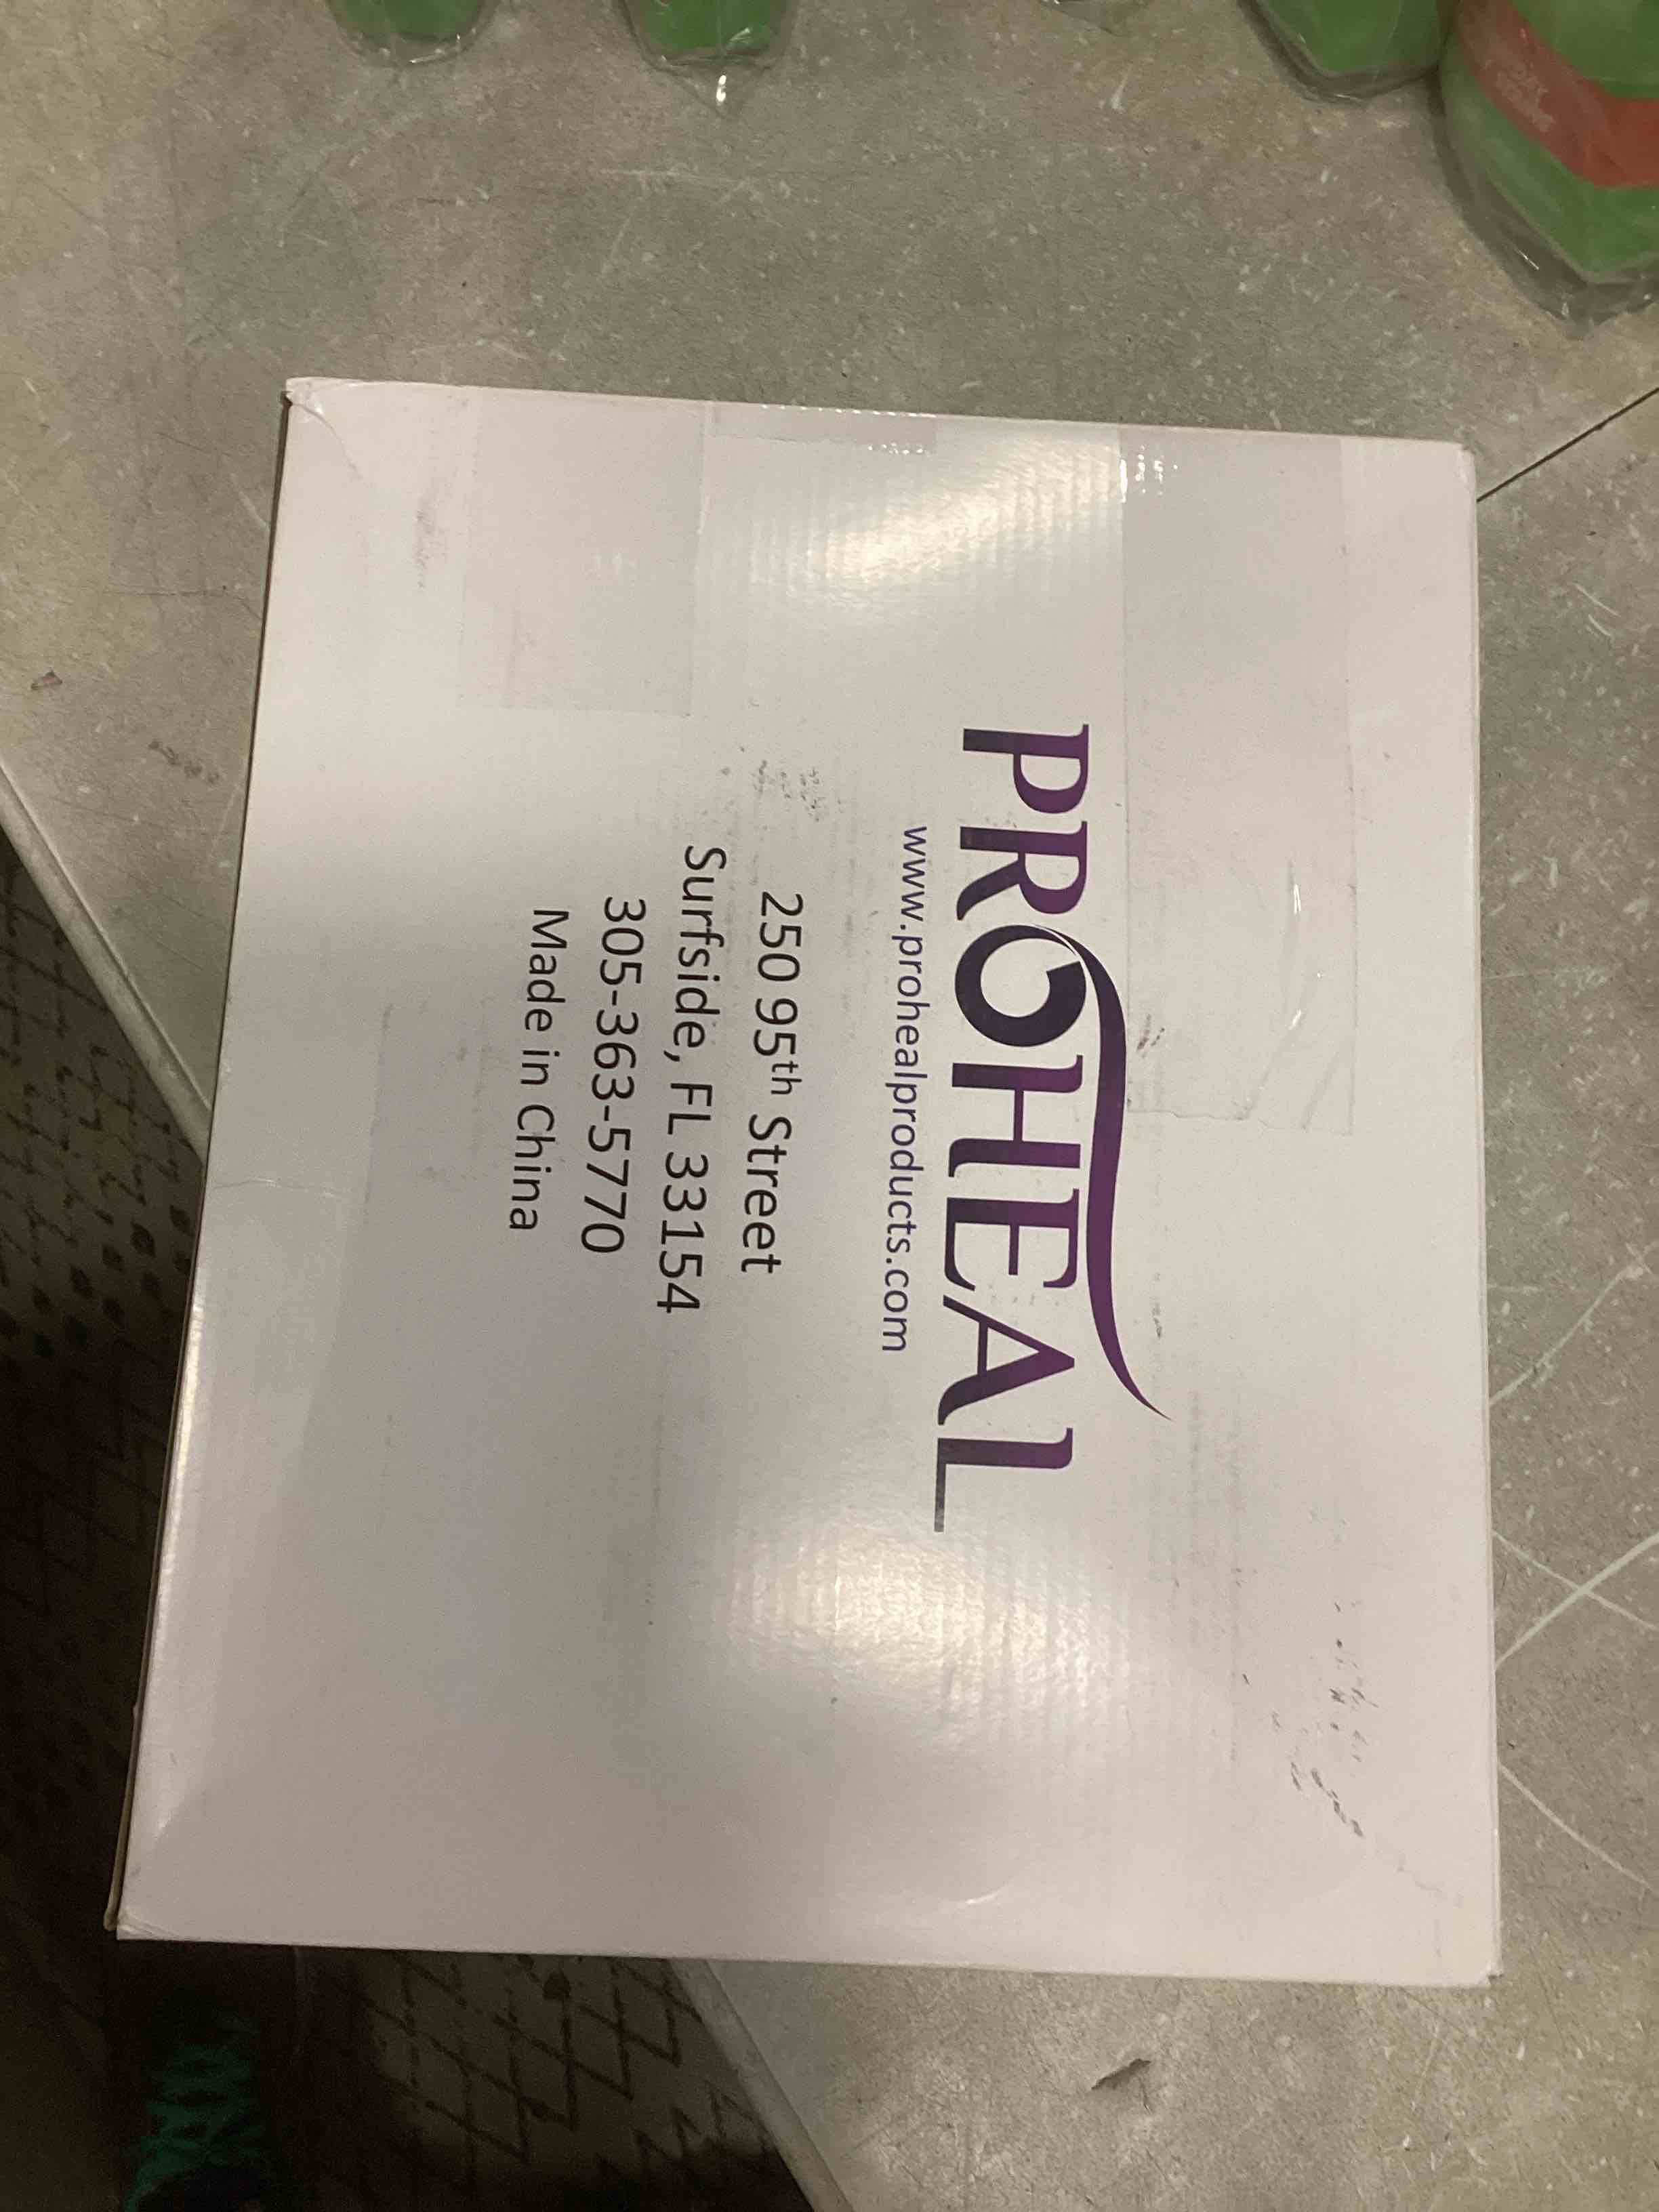 PROHEAL
www.prohealproducts.com
250 95th Street
Surfside, FL 33154
305-363-5770
Made in China